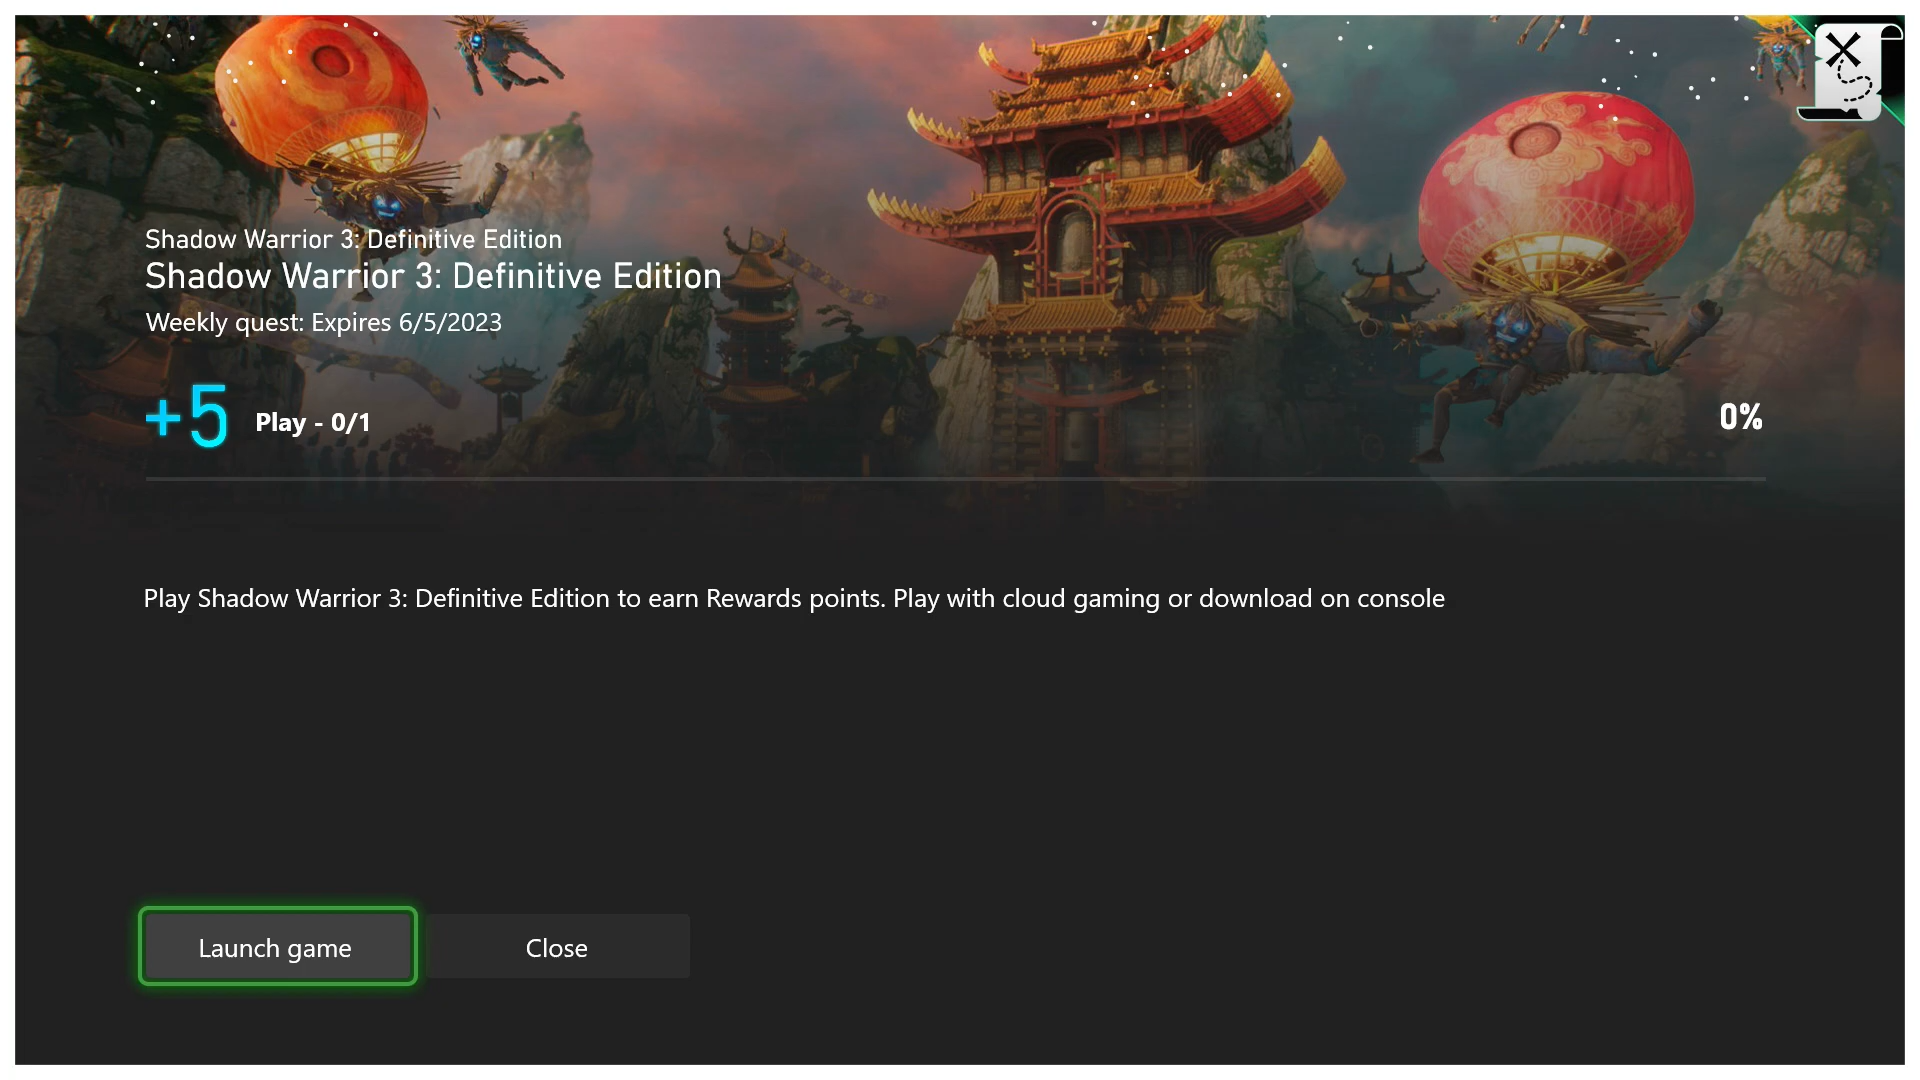 Shadow Warrior 3: Definitive Edition
Shadow Warrior 3: Definitive Edition
Weekly quest: Expires 6/5/2023
+5 Play - 0/1 0%
Play Shadow Warrior 3: Definitive Edition to earn Rewards points. Play with cloud gaming or download on console
Launch game Close